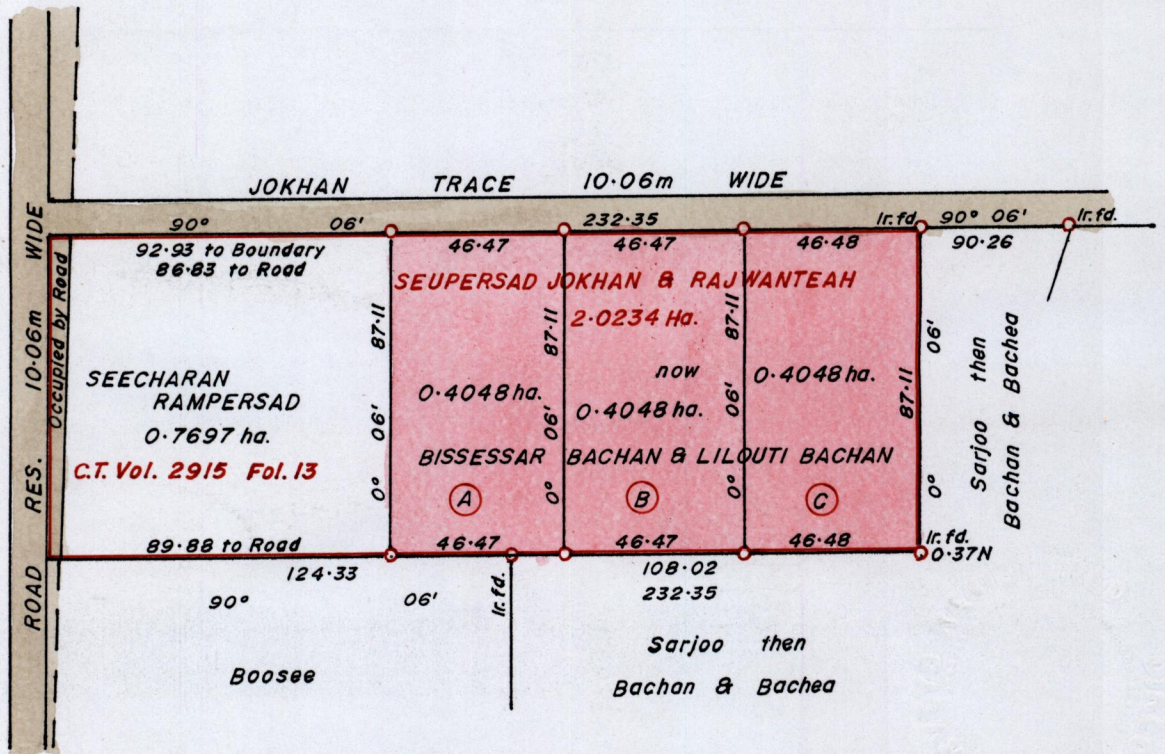 JOKHAN TRACE 10·06m WIDE
90° 06' 232·35 Ir.fd. 90° 06' Ir.fd.
92·93 to Boundary 46·47 46·47 46·48 90·26
86·83 to Road
SEUPERSAD JOKHAN & RAJWANTEAH
2·0234 Ha.
ROAD RES. 10·06m WIDE
Occupied by Road
SEECHARAN
RAMPERSAD
0·7697 ha.
C.T. Vol. 2915 Fol. 13
0° 06' 87·11
0·4048 ha.
0° 06' 87·11
now
0·4048 ha.
0° 06' 87·11
0·4048 ha.
87·11
0° 06'
BISSESSAR BACHAN & LILOUTI BACHAN
A B C
Sarjoo then
Bachan & Bachea
89·88 to Road 46·47 46·47 46·48 Ir.fd.
0·37N
124·33 108·02
90° 06' Ir.fd. 232·35
Boosee
Sarjoo then
Bachan & Bachea